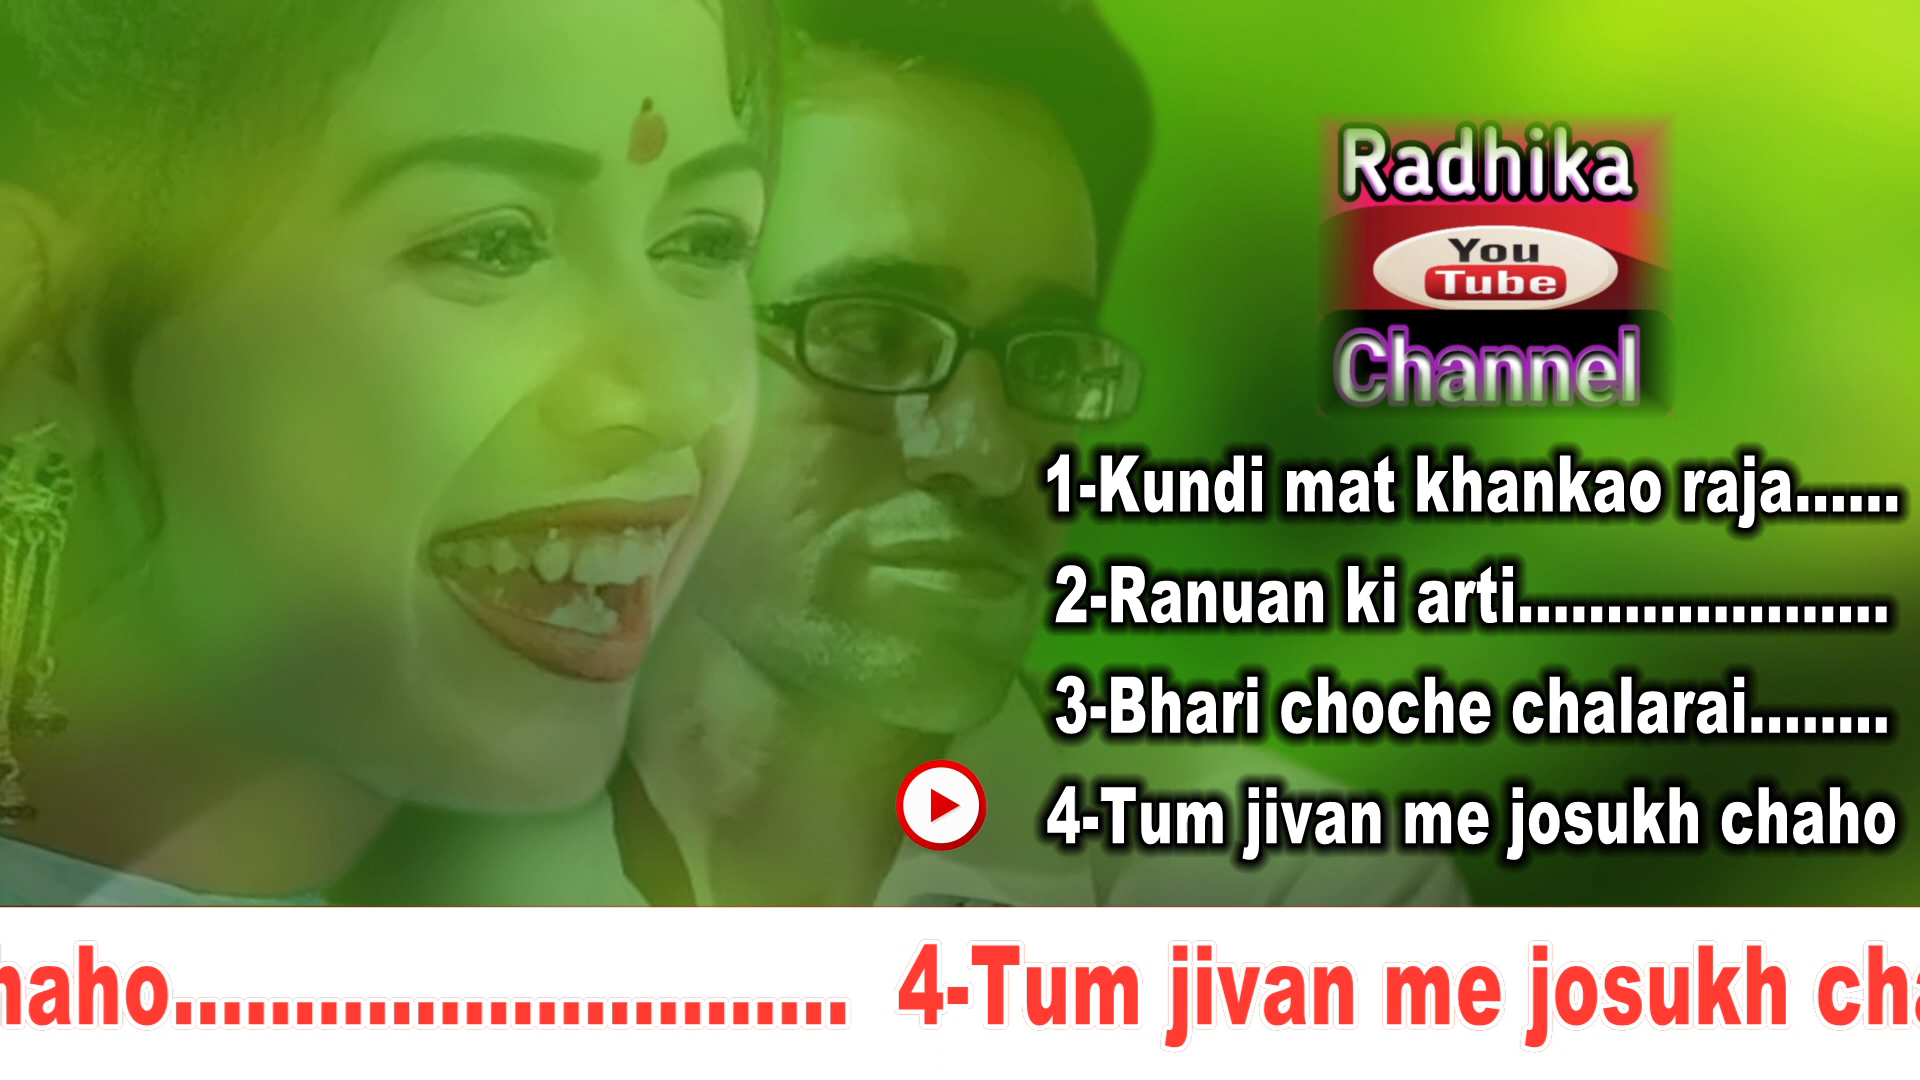 Radhika
You
Tube
Channel
1-Kundi mat khankao raja......
2-Ranuan ki arti.....................
3-Bhari choche chalarai........
4-Tum jivan me josukh chaho
haho........................... 4-Tum jivan me josukh cha